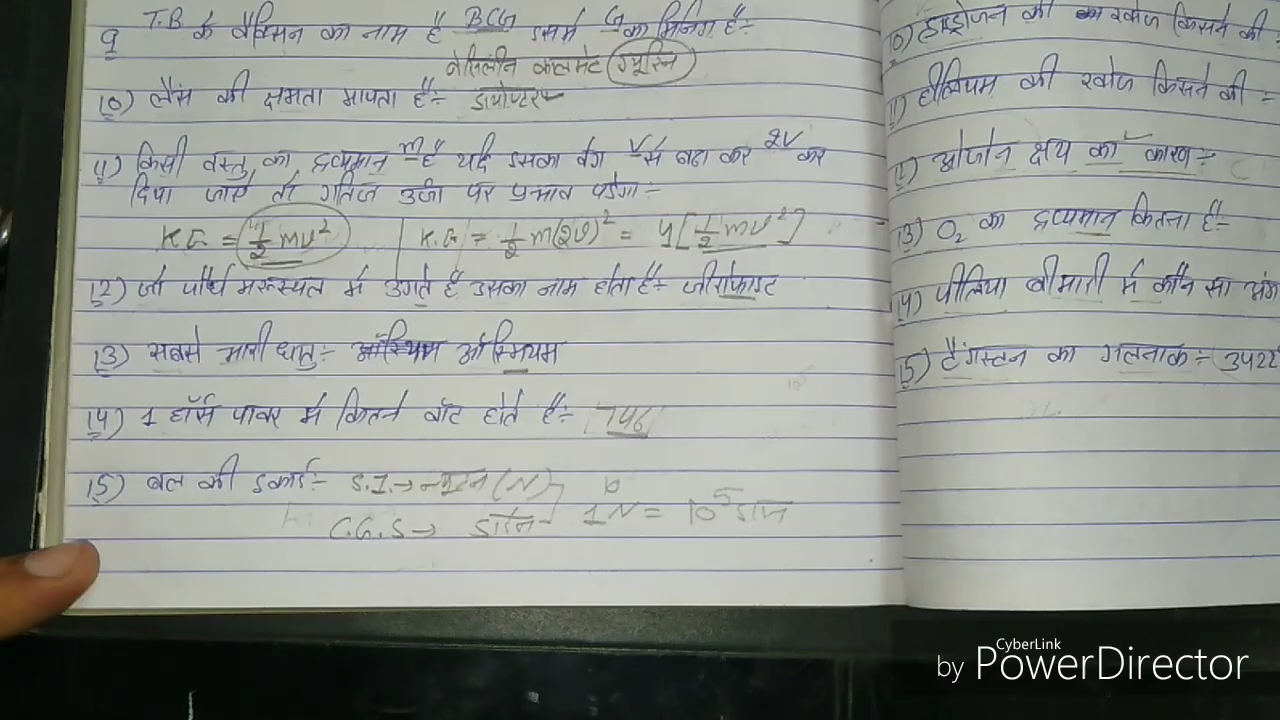 9 T.B के वैक्सिन का नाम है BCG इसमें G का मिनिंग है:-
वेसिलीन कालमेट ग्यूरिन
10) लैंस की क्षमता मापता है:- डायोप्टर
11) किसी वस्तु का द्रव्यमान m है यदि उसका वेग V से बढा कर 2V कर
दिया जाये तो गतिज उर्जा पर प्रभाव पडेगा:-
K.E. = 1/2 mv² | K.E. = 1/2 m(2v)² = 4[1/2 mv²]
12) जो पौधे मरूस्थल में उगते है उसका नाम होता है:- जीरोफाइट
13) सबसे भारी धातु:- ऑस्मियम
14) 1 हॉर्स पावर में कितने वॉट होते है:- 746
15) बल की इकाई:- S.I. → न्यूटन (N)
C.G.S → डाईन 1N = 10⁵ डाइन
10) हाइड्रोजन की खोज किसने की :-
11) हीलियम की खोज किसने की :-
12) ओजोन क्षय का कारण :-
13) O₂ का द्रव्यमान कितना है:-
14) पीलिया बीमारी में कौन सा अंग
15) टैंगस्टन का गलनांक :- 3422
CyberLink
by PowerDirector